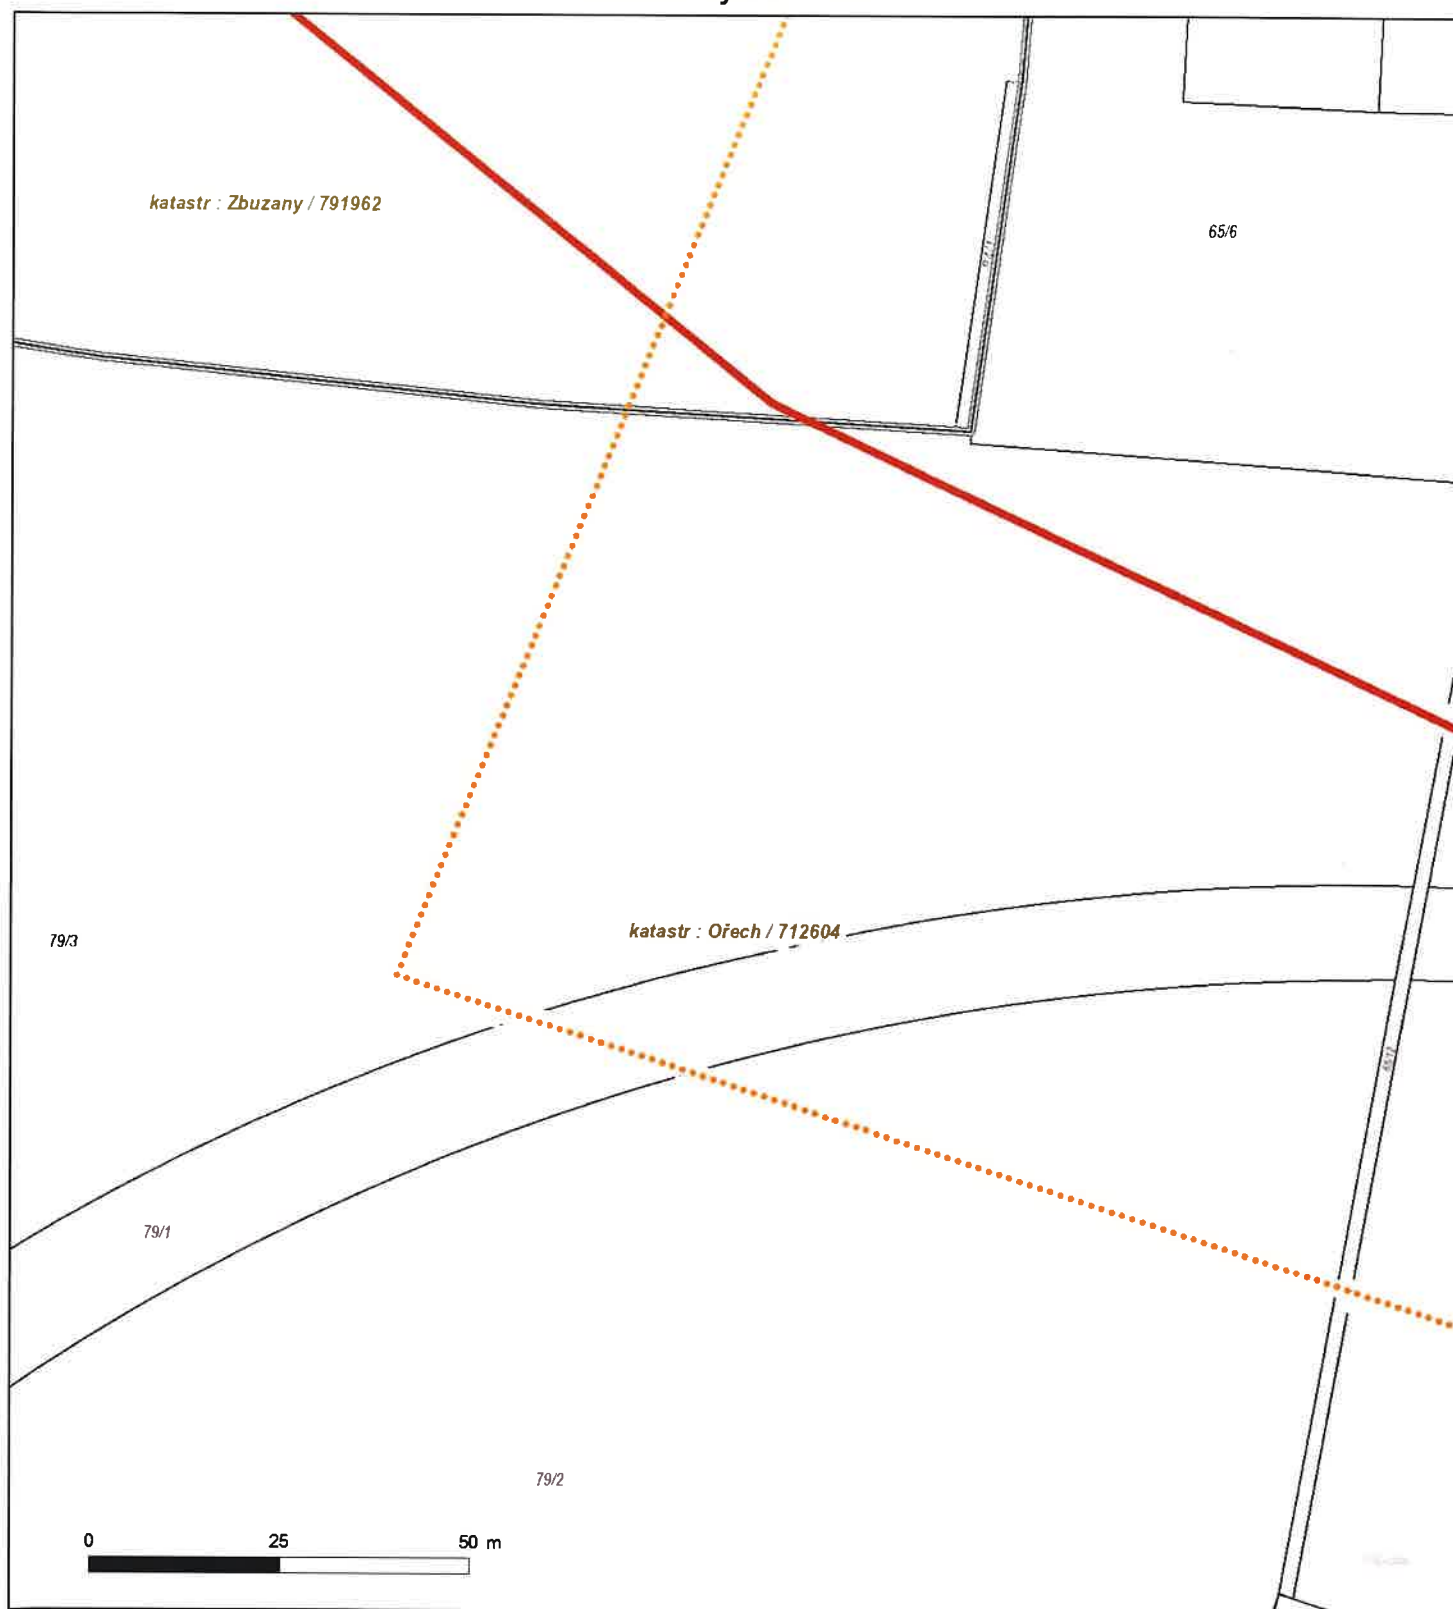 katastr : Zbuzany / 791962
65/6
79/3
katastr : Ořech / 712604
79/1
79/2
0 25 50 m